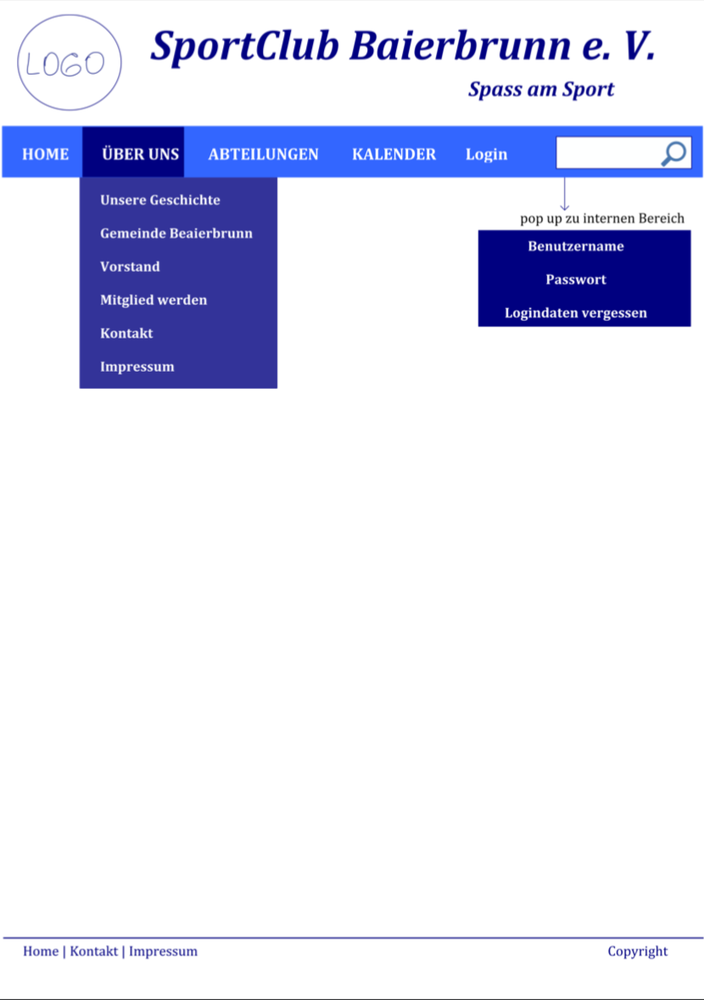 LOGO
SportClub Baierbrunn e. V.
Spass am Sport
HOME ÜBER UNS ABTEILUNGEN KALENDER Login
Unsere Geschichte
Gemeinde Beaierbrunn
Vorstand
Mitglied werden
Kontakt
Impressum
pop up zu internen Bereich
Benutzername
Passwort
Logindaten vergessen
Home | Kontakt | Impressum
Copyright